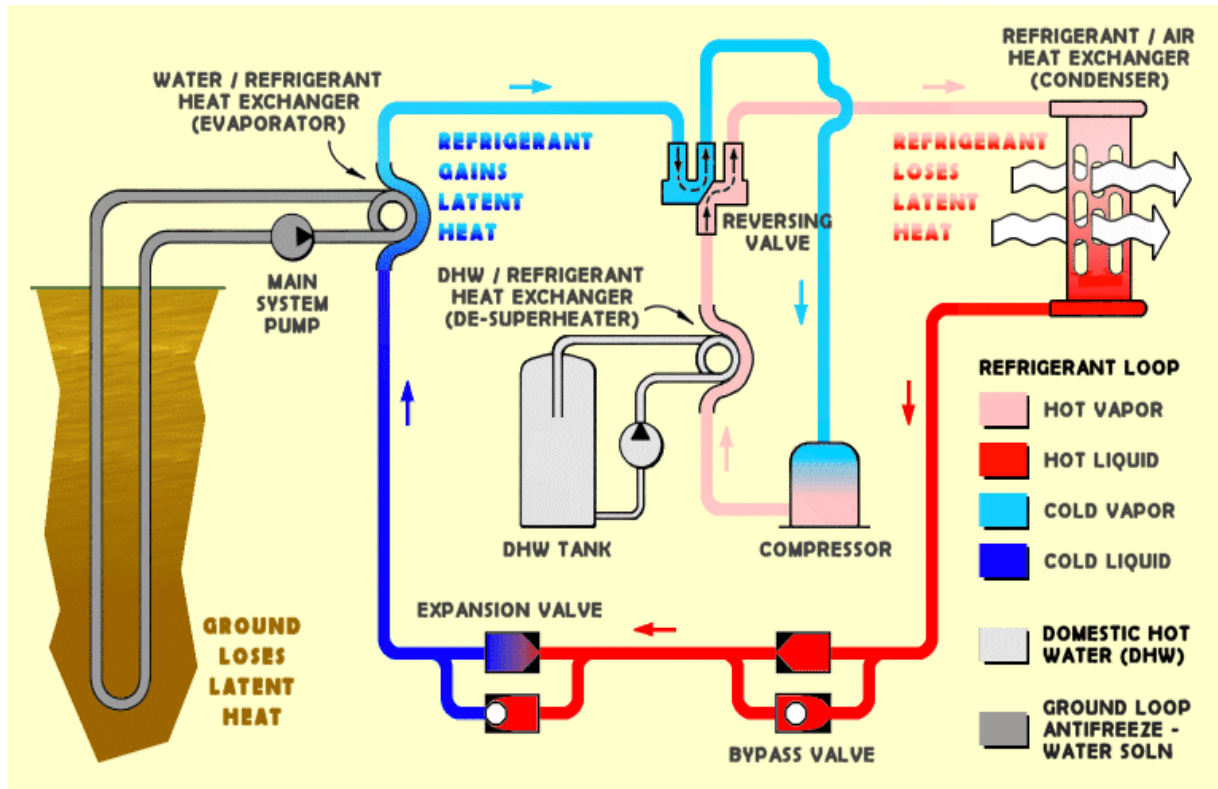 WATER / REFRIGERANT
HEAT EXCHANGER
(EVAPORATOR)
REFRIGERANT / AIR
HEAT EXCHANGER
(CONDENSER)
REFRIGERANT
GAINS
LATENT
HEAT
REFRIGERANT
LOSES
LATENT
HEAT
REVERSING
VALVE
MAIN
SYSTEM
PUMP
DHW / REFRIGERANT
HEAT EXCHANGER
(DE-SUPERHEATER)
DHW TANK
COMPRESSOR
REFRIGERANT LOOP
HOT VAPOR
HOT LIQUID
COLD VAPOR
COLD LIQUID
DOMESTIC HOT
WATER (DHW)
GROUND LOOP
ANTIFREEZE -
WATER SOLN
EXPANSION VALVE
GROUND
LOSES
LATENT
HEAT
BYPASS VALVE